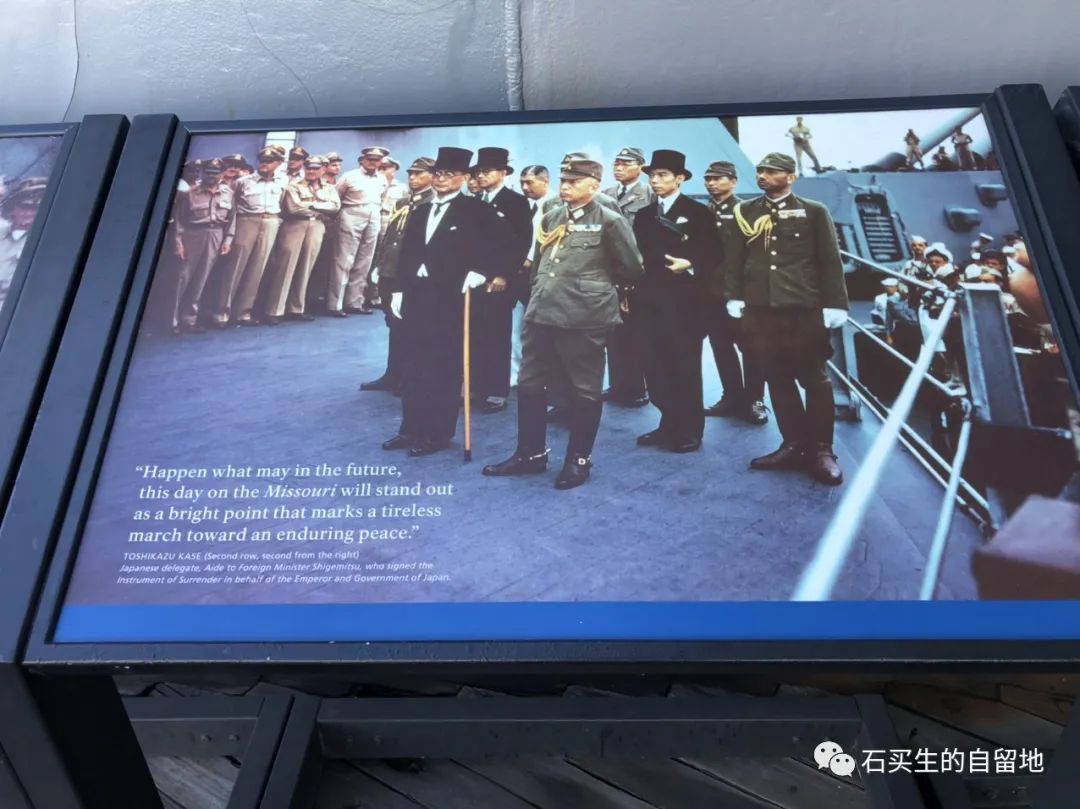 “Happen what may in the future,
this day on the Missouri will stand out
as a bright point that marks a tireless
march toward an enduring peace.”
TOSHIKAZU KASE (Second row, second from the right)
Japanese delegate, Aide to Foreign Minister Shigemitsu, who signed the
Instrument of Surrender in behalf of the Emperor and Government of Japan.
石买生的自留地